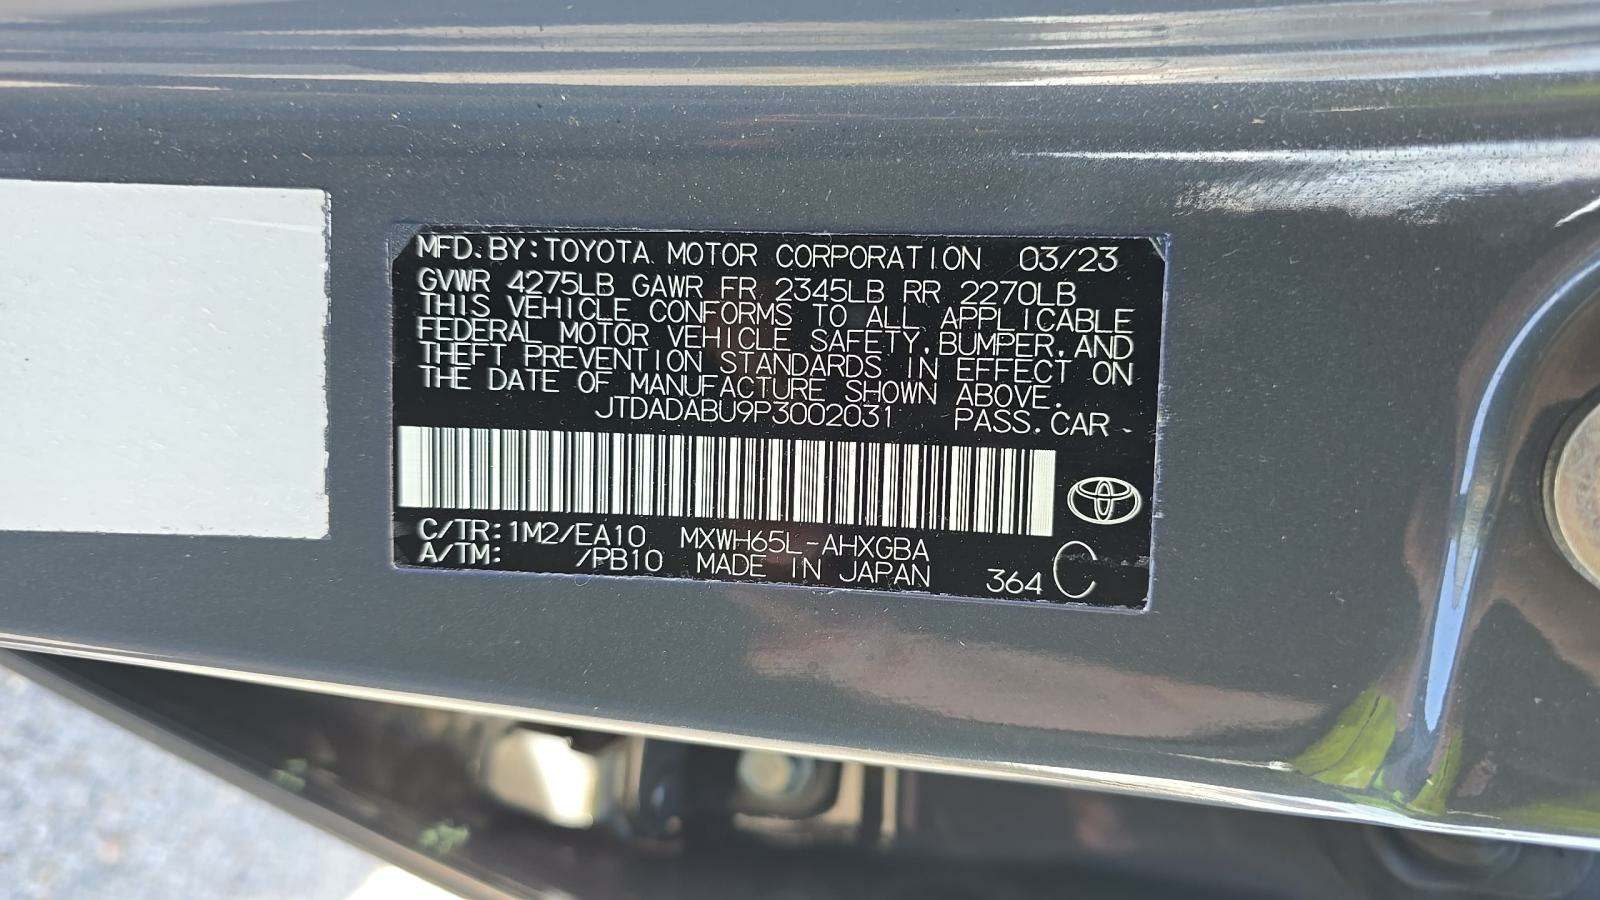 MFD. BY: TOYOTA MOTOR CORPORATION 03/23
GVWR 4275LB GAWR FR 2345LB RR 2270LB
THIS VEHICLE CONFORMS TO ALL APPLICABLE
FEDERAL MOTOR VEHICLE SAFETY, BUMPER, AND
THEFT PREVENTION STANDARDS IN EFFECT ON
THE DATE OF MANUFACTURE SHOWN ABOVE.
JTDADABU9P3002031 PASS. CAR
C/TR: 1M2/EA10 MXWH65L-AHXGBA
A/TM: /PB10 MADE IN JAPAN 364 C